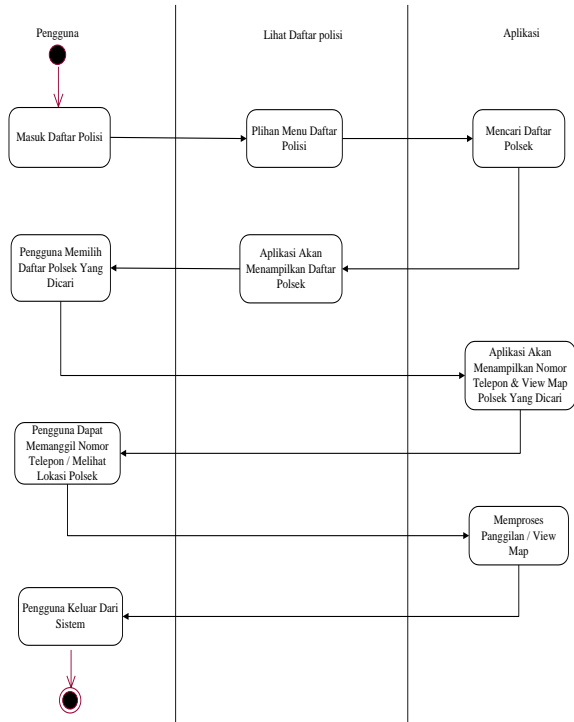 Pengguna
Lihat Daftar polisi
Aplikasi
Masuk Daftar Polisi
Plihan Menu Daftar
Polisi
Mencari Daftar
Polsek
Pengguna Memilih
Daftar Polsek Yang
Dicari
Aplikasi Akan
Menampilkan Daftar
Polsek
Aplikasi Akan
Menampilkan Nomor
Telepon & View Map
Polsek Yang Dicari
Pengguna Dapat
Memanggil Nomor
Telepon / Melihat
Lokasi Polsek
Memproses
Panggilan / View
Map
Pengguna Keluar Dari
Sistem